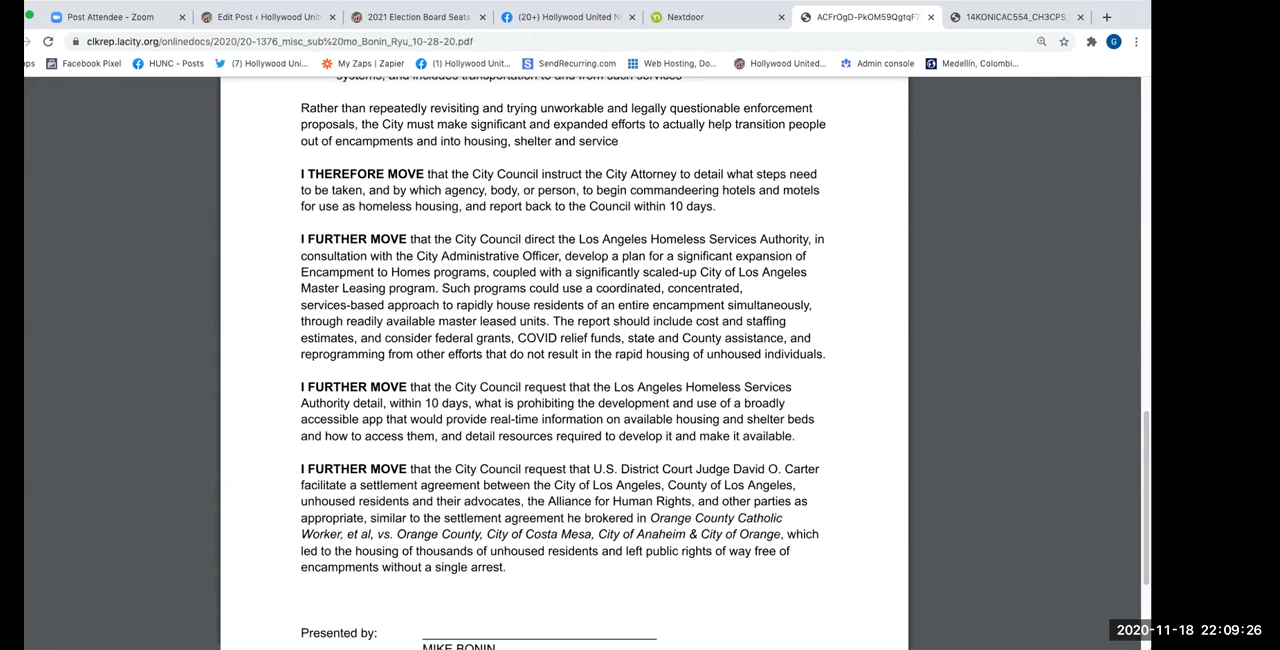 Post Attendee - Zoom
Edit Post ‹ Hollywood Unit
2021 Election Board Seats
(20+) Hollywood United N
Nextdoor
ACFrOgD-PkOM59QgtqF
14KONICAC554_CH3CPS
clkrep.lacity.org/onlinedocs/2020/20-1376_misc_sub%20mo_Bonin_Ryu_10-28-20.pdf
G
ps
Facebook Pixel
HUNC - Posts
(7) Hollywood Uni...
My Zaps | Zapier
(1) Hollywood Unit...
SendRecurring.com
Web Hosting, Do...
Hollywood United...
Admin console
Medellín, Colombi...
systems, and includes transportation to and from such services
Rather than repeatedly revisiting and trying unworkable and legally questionable enforcement
proposals, the City must make significant and expanded efforts to actually help transition people
out of encampments and into housing, shelter and service
I THEREFORE MOVE that the City Council instruct the City Attorney to detail what steps need
to be taken, and by which agency, body, or person, to begin commandeering hotels and motels
for use as homeless housing, and report back to the Council within 10 days.
I FURTHER MOVE that the City Council direct the Los Angeles Homeless Services Authority, in
consultation with the City Administrative Officer, develop a plan for a significant expansion of
Encampment to Homes programs, coupled with a significantly scaled-up City of Los Angeles
Master Leasing program. Such programs could use a coordinated, concentrated,
services-based approach to rapidly house residents of an entire encampment simultaneously,
through readily available master leased units. The report should include cost and staffing
estimates, and consider federal grants, COVID relief funds, state and County assistance, and
reprogramming from other efforts that do not result in the rapid housing of unhoused individuals.
I FURTHER MOVE that the City Council request that the Los Angeles Homeless Services
Authority detail, within 10 days, what is prohibiting the development and use of a broadly
accessible app that would provide real-time information on available housing and shelter beds
and how to access them, and detail resources required to develop it and make it available.
I FURTHER MOVE that the City Council request that U.S. District Court Judge David O. Carter
facilitate a settlement agreement between the City of Los Angeles, County of Los Angeles,
unhoused residents and their advocates, the Alliance for Human Rights, and other parties as
appropriate, similar to the settlement agreement he brokered in Orange County Catholic
Worker, et al, vs. Orange County, City of Costa Mesa, City of Anaheim & City of Orange, which
led to the housing of thousands of unhoused residents and left public rights of way free of
encampments without a single arrest.
Presented by:
MIKE BONIN
2020-11-18 22:09:26